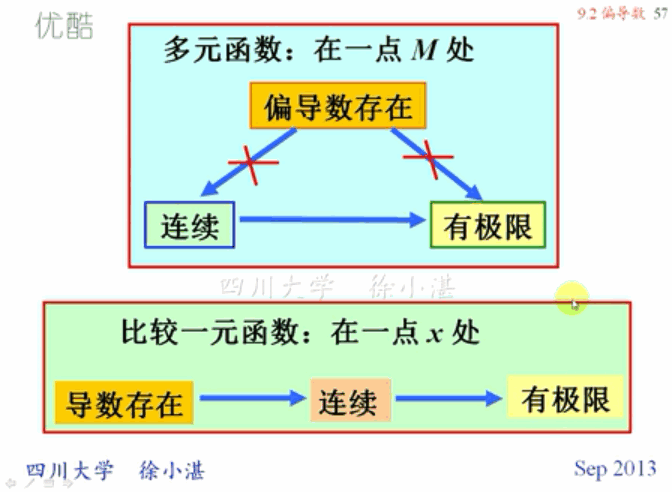 优酷
9.2 偏导数 57
多元函数：在一点 M 处
偏导数存在
连续
有极限
四川大学 徐小湛
比较一元函数：在一点 x 处
导数存在
连续
有极限
四川大学 徐小湛
Sep 2013